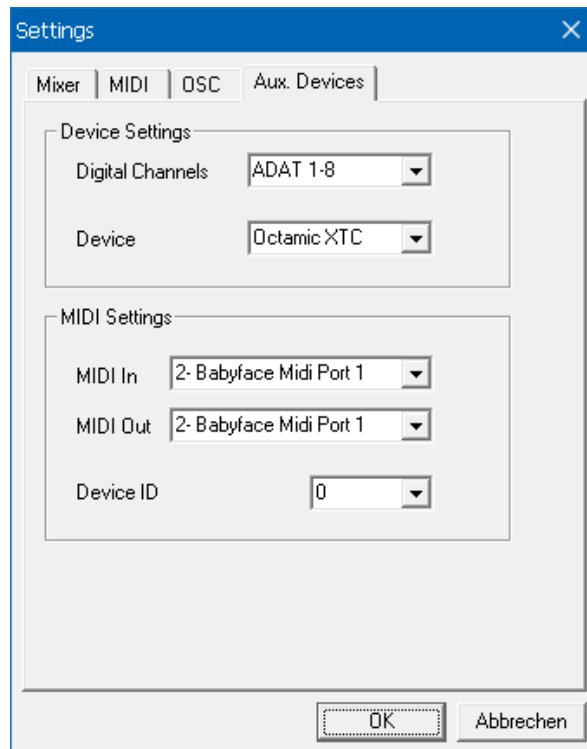 Settings
Mixer MIDI OSC Aux. Devices
Device Settings
Digital Channels ADAT 1-8
Device Octamic XTC
MIDI Settings
MIDI In 2- Babyface Midi Port 1
MIDI Out 2- Babyface Midi Port 1
Device ID 0
OK Abbrechen